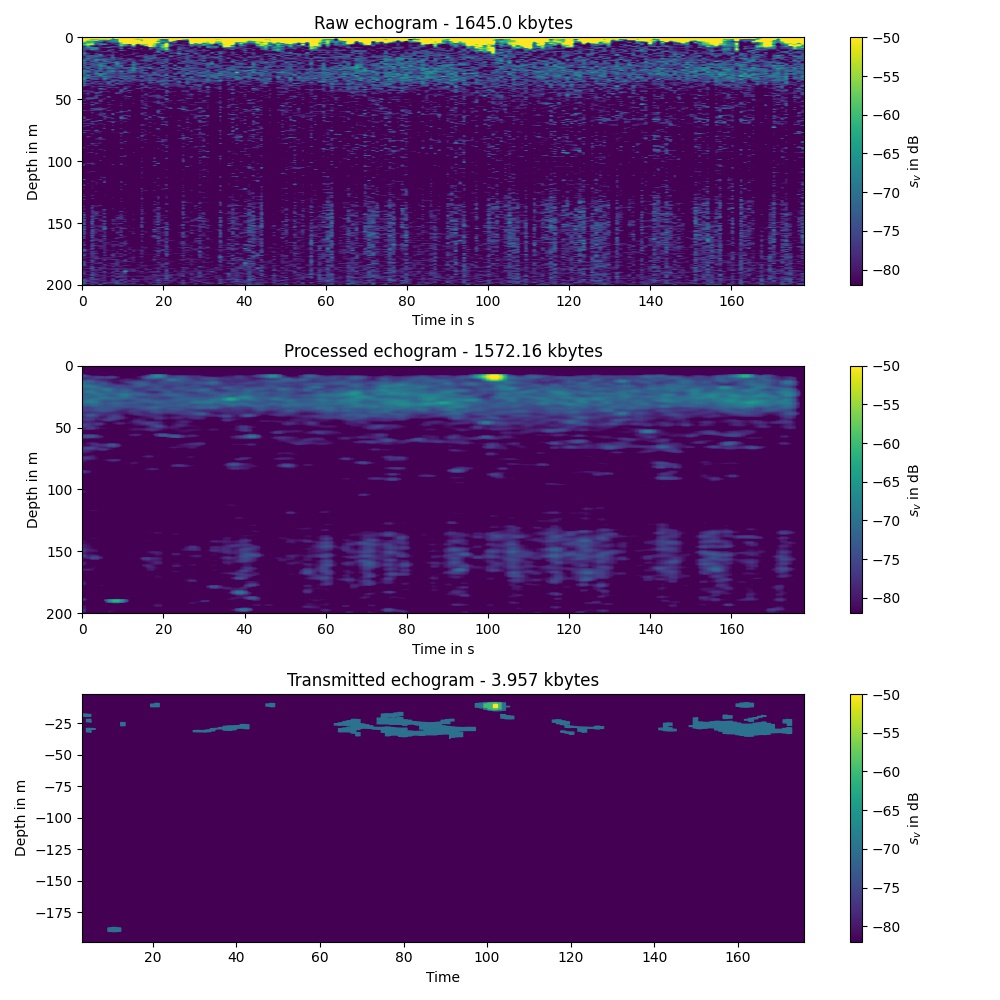 Raw echogram - 1645.0 kbytes
0
50
100
150
200
Depth in m
0 20 40 60 80 100 120 140 160
Time in s
−50
−55
−60
−65
−70
−75
−80
sv in dB
Processed echogram - 1572.16 kbytes
0
50
100
150
200
Depth in m
0 20 40 60 80 100 120 140 160
Time in s
−50
−55
−60
−65
−70
−75
−80
sv in dB
Transmitted echogram - 3.957 kbytes
−25
−50
−75
−100
−125
−150
−175
Depth in m
20 40 60 80 100 120 140 160
Time
−50
−55
−60
−65
−70
−75
−80
sv in dB